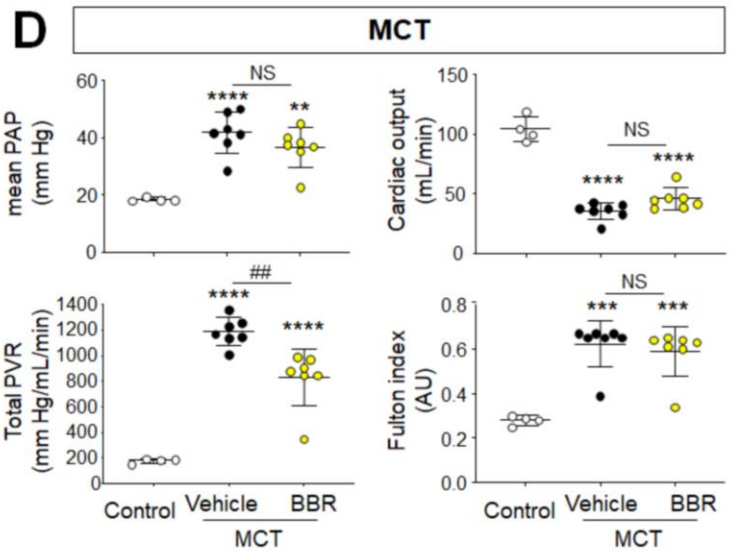 D
MCT
mean PAP
(mm Hg)
60
40
20
0
****
NS
**
Cardiac output
(mL/min)
150
100
50
0
****
NS
****
Total PVR
(mm Hg/mL/min)
1400
1200
1000
800
600
400
200
0
****
##
****
Fulton index
(AU)
0.8
0.6
0.4
0.2
0.0
***
NS
***
Control
Vehicle
BBR
MCT
Control
Vehicle
BBR
MCT